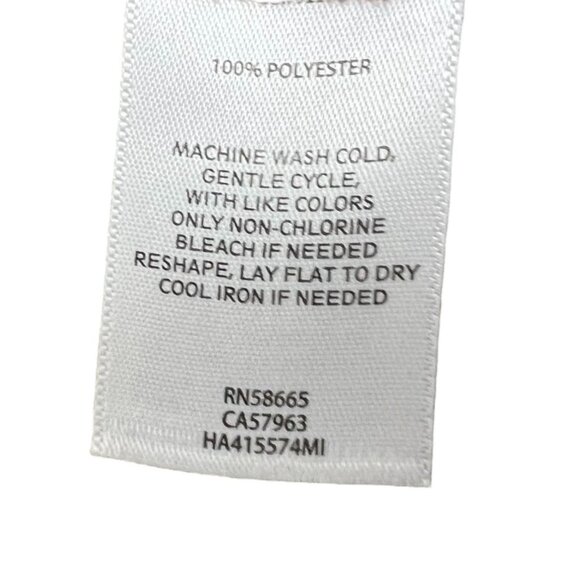 100% POLYESTER
MACHINE WASH COLD,
GENTLE CYCLE,
WITH LIKE COLORS
ONLY NON-CHLORINE
BLEACH IF NEEDED
RESHAPE, LAY FLAT TO DRY
COOL IRON IF NEEDED
RN58665
CA57963
HA415574MI